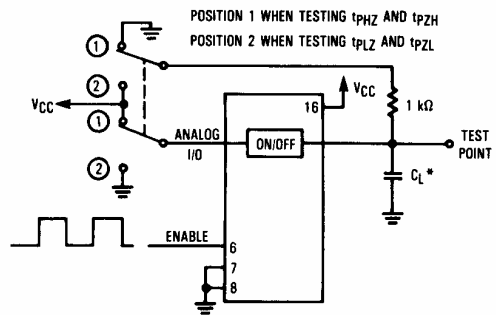 POSITION 1 WHEN TESTING tPHZ AND tPZH
POSITION 2 WHEN TESTING tPLZ AND tPZL
1
2
VCC
1
2
ANALOG
I/O
ON/OFF
16
VCC
1 kΩ
TEST
POINT
CL*
ENABLE
6
7
8